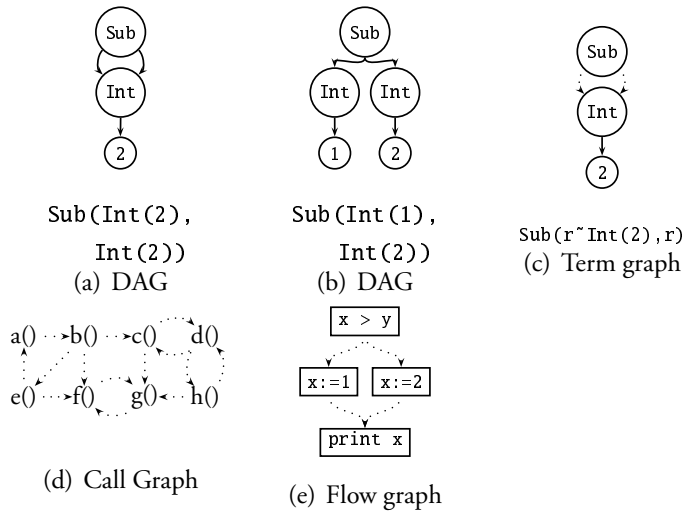 Sub
Int
2
Sub(Int(2),
Int(2))
(a) DAG
Sub
Int Int
1 2
Sub(Int(1),
Int(2))
(b) DAG
Sub
Int
2
Sub(r~Int(2),r)
(c) Term graph
a() b() c() d()
e() f() g() h()
(d) Call Graph
x > y
x:=1 x:=2
print x
(e) Flow graph